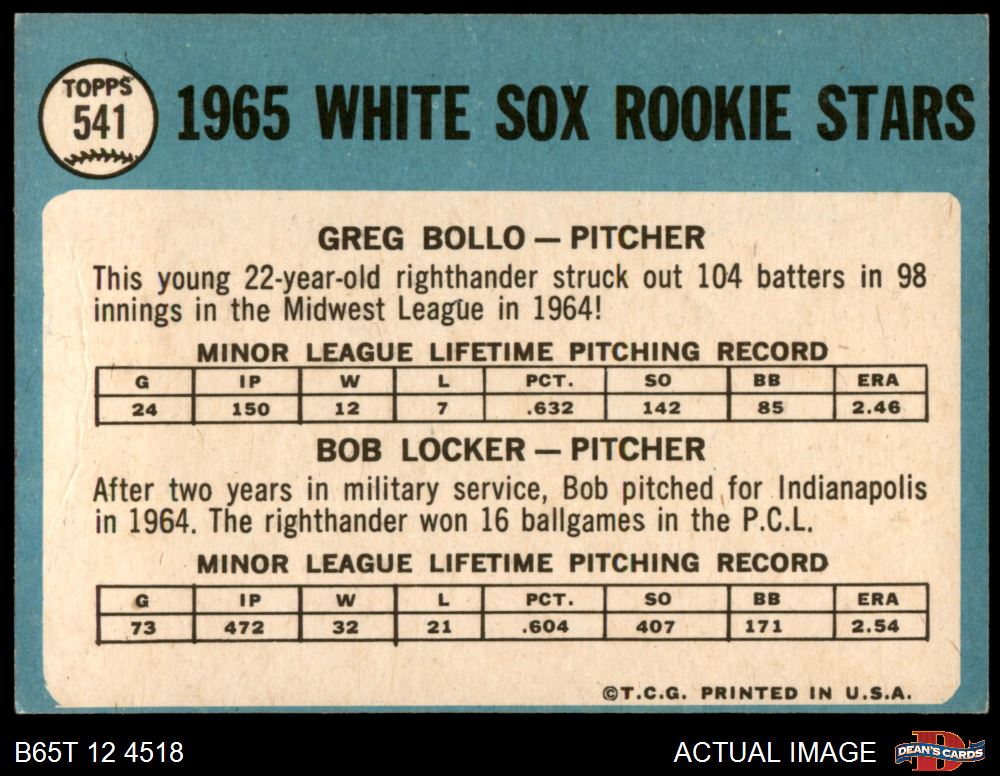 TOPPS
541
1965 WHITE SOX ROOKIE STARS
GREG BOLLO — PITCHER
This young 22-year-old righthander struck out 104 batters in 98
innings in the Midwest League in 1964!
MINOR LEAGUE LIFETIME PITCHING RECORD
G IP W L PCT. SO BB ERA
24 150 12 7 .632 142 85 2.46
BOB LOCKER — PITCHER
After two years in military service, Bob pitched for Indianapolis
in 1964. The righthander won 16 ballgames in the P.C.L.
MINOR LEAGUE LIFETIME PITCHING RECORD
G IP W L PCT. SO BB ERA
73 472 32 21 .604 407 171 2.54
©T.C.G. PRINTED IN U.S.A.
B65T 12 4518
ACTUAL IMAGE
D
DEAN'S CARDS